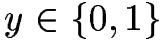 y ∈ {0, 1}